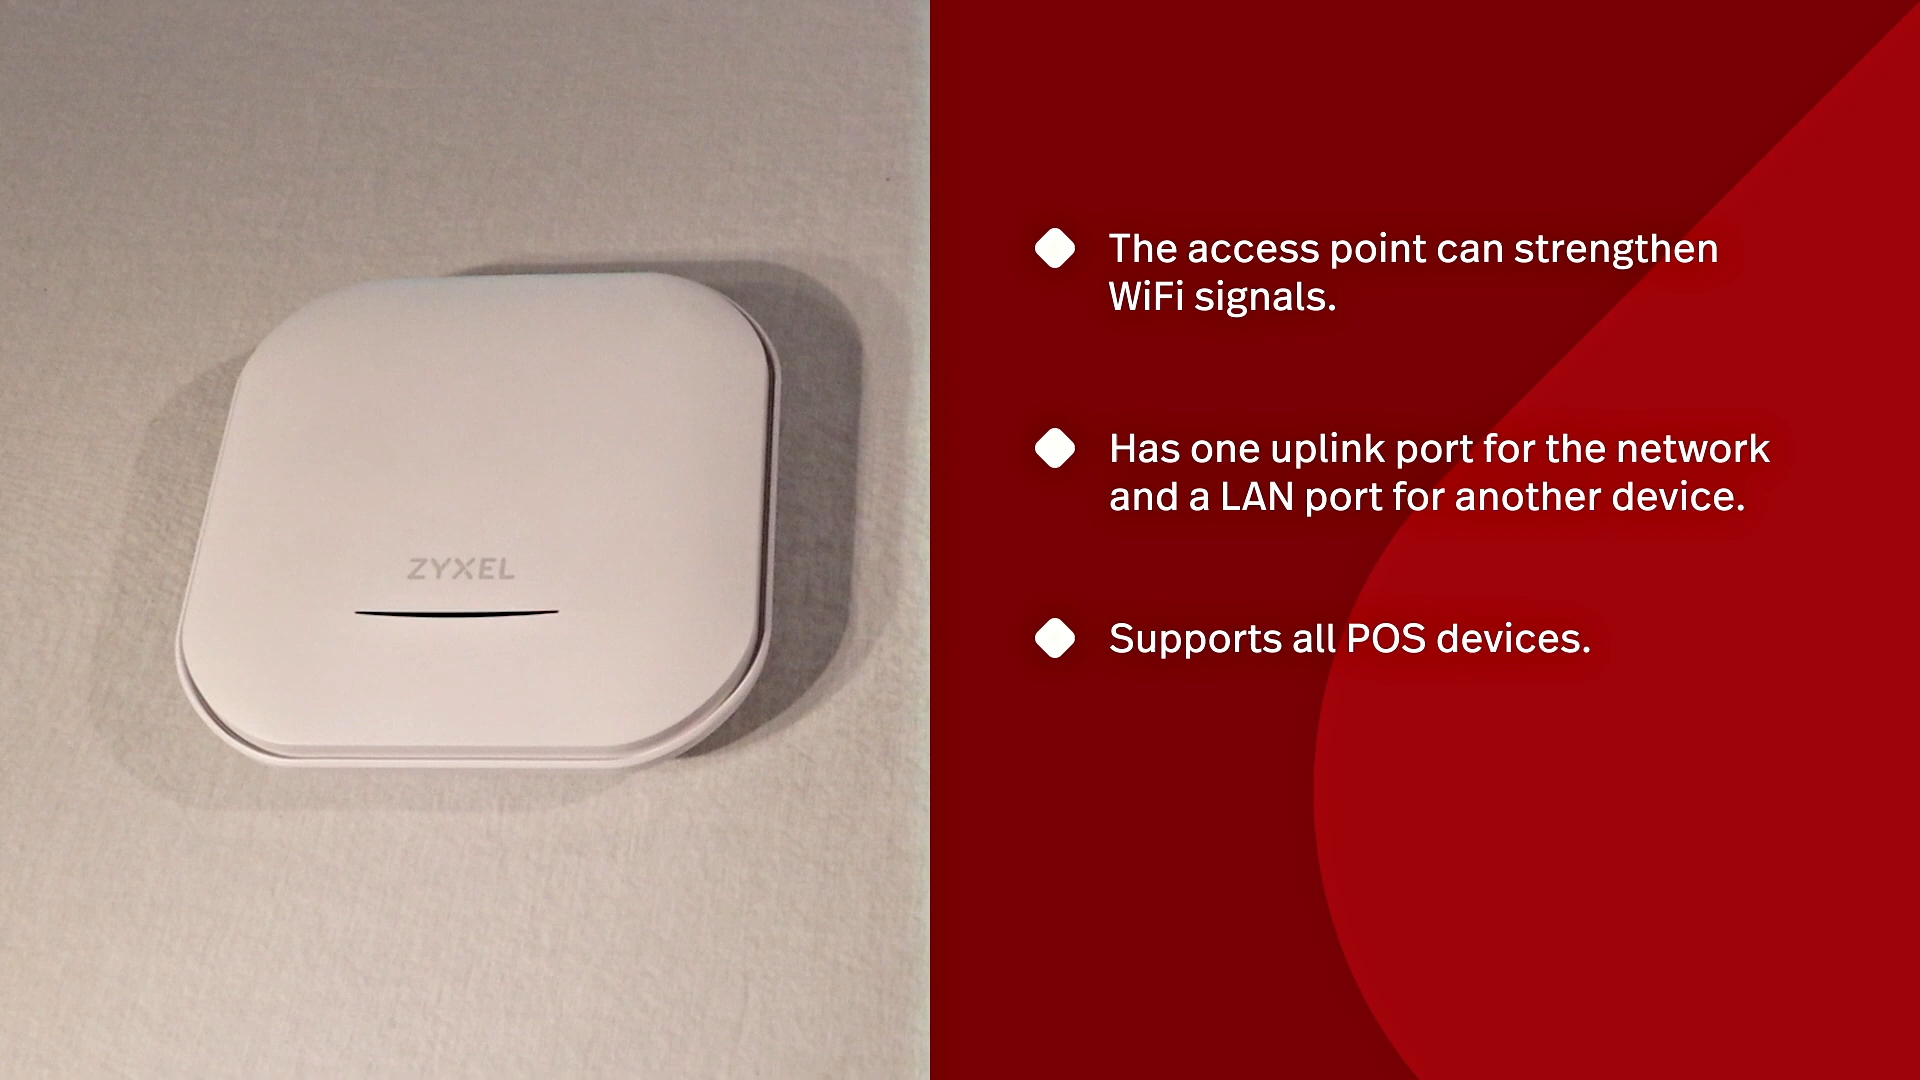 ZYXEL
The access point can strengthen
WiFi signals.
Has one uplink port for the network
and a LAN port for another device.
Supports all POS devices.